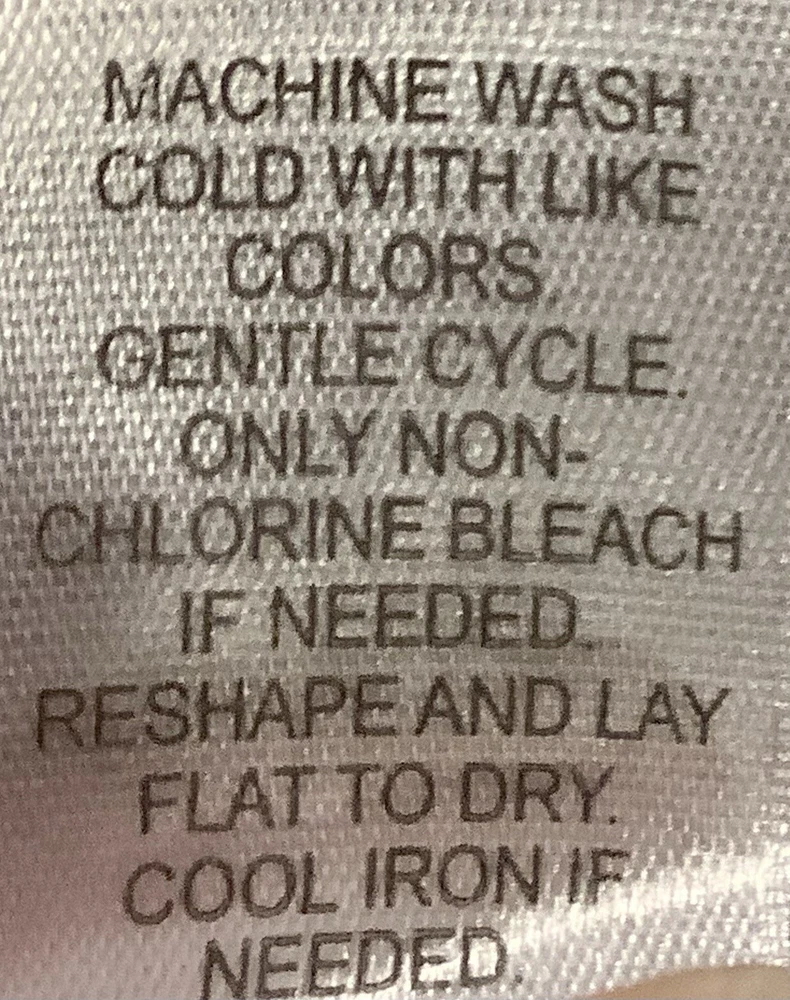 MACHINE WASH
COLD WITH LIKE
COLORS
GENTLE CYCLE.
ONLY NON-
CHLORINE BLEACH
IF NEEDED.
RESHAPE AND LAY
FLAT TO DRY.
COOL IRON IF
NEEDED.